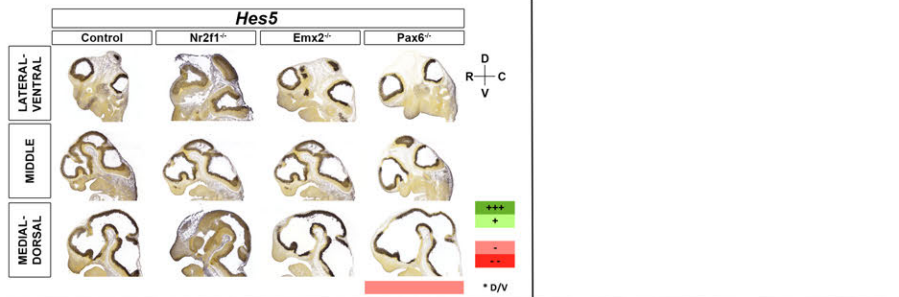 Hes5
Control Nr2f1-/- Emx2-/- Pax6-/-
LATERAL-
VENTRAL
D
R C
V
MIDDLE
MEDIAL-
DORSAL
+++
+
-
--
* D/V